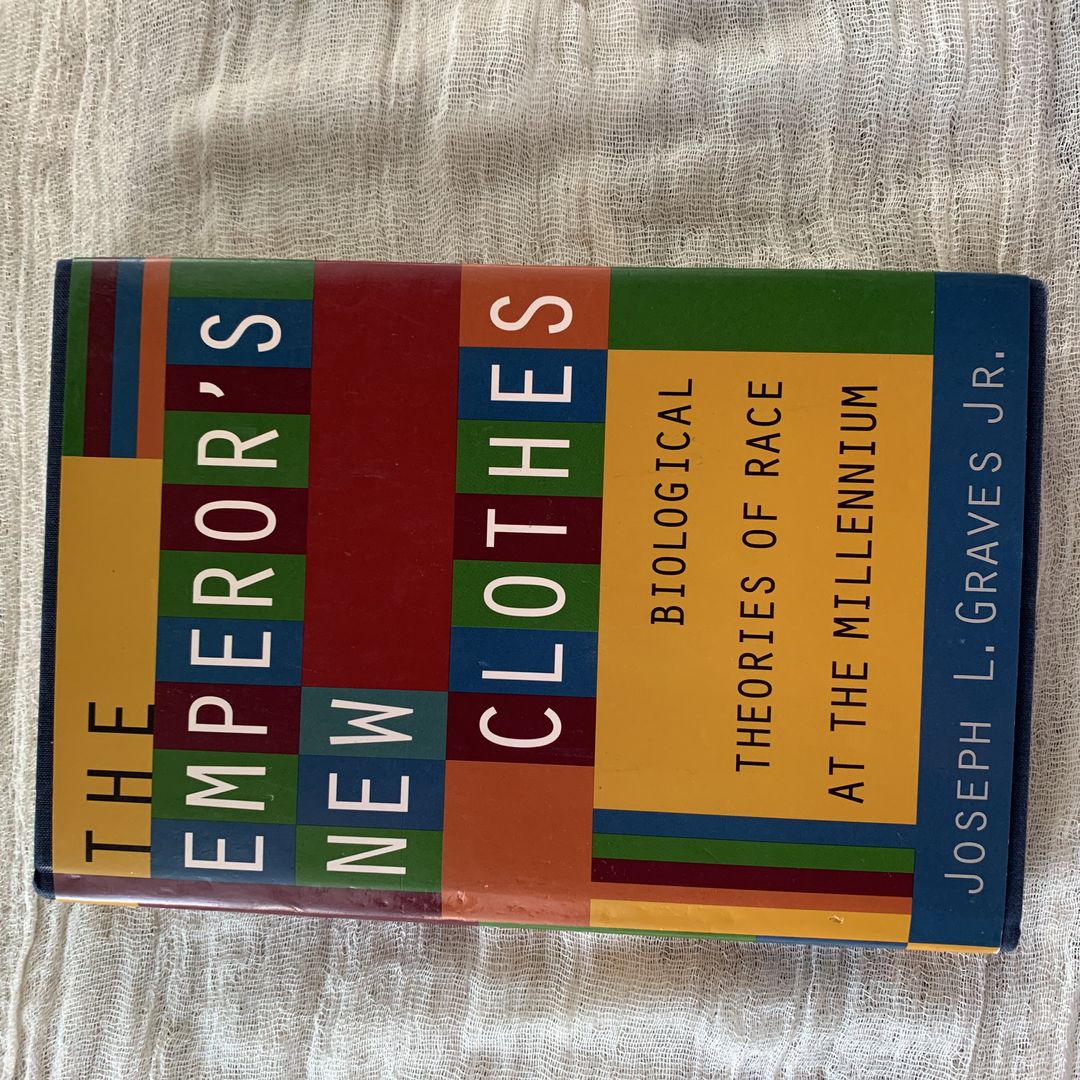 THE
EMPEROR'S
NEW
CLOTHES
BIOLOGICAL
THEORIES OF RACE
AT THE MILLENNIUM
JOSEPH L. GRAVES JR.